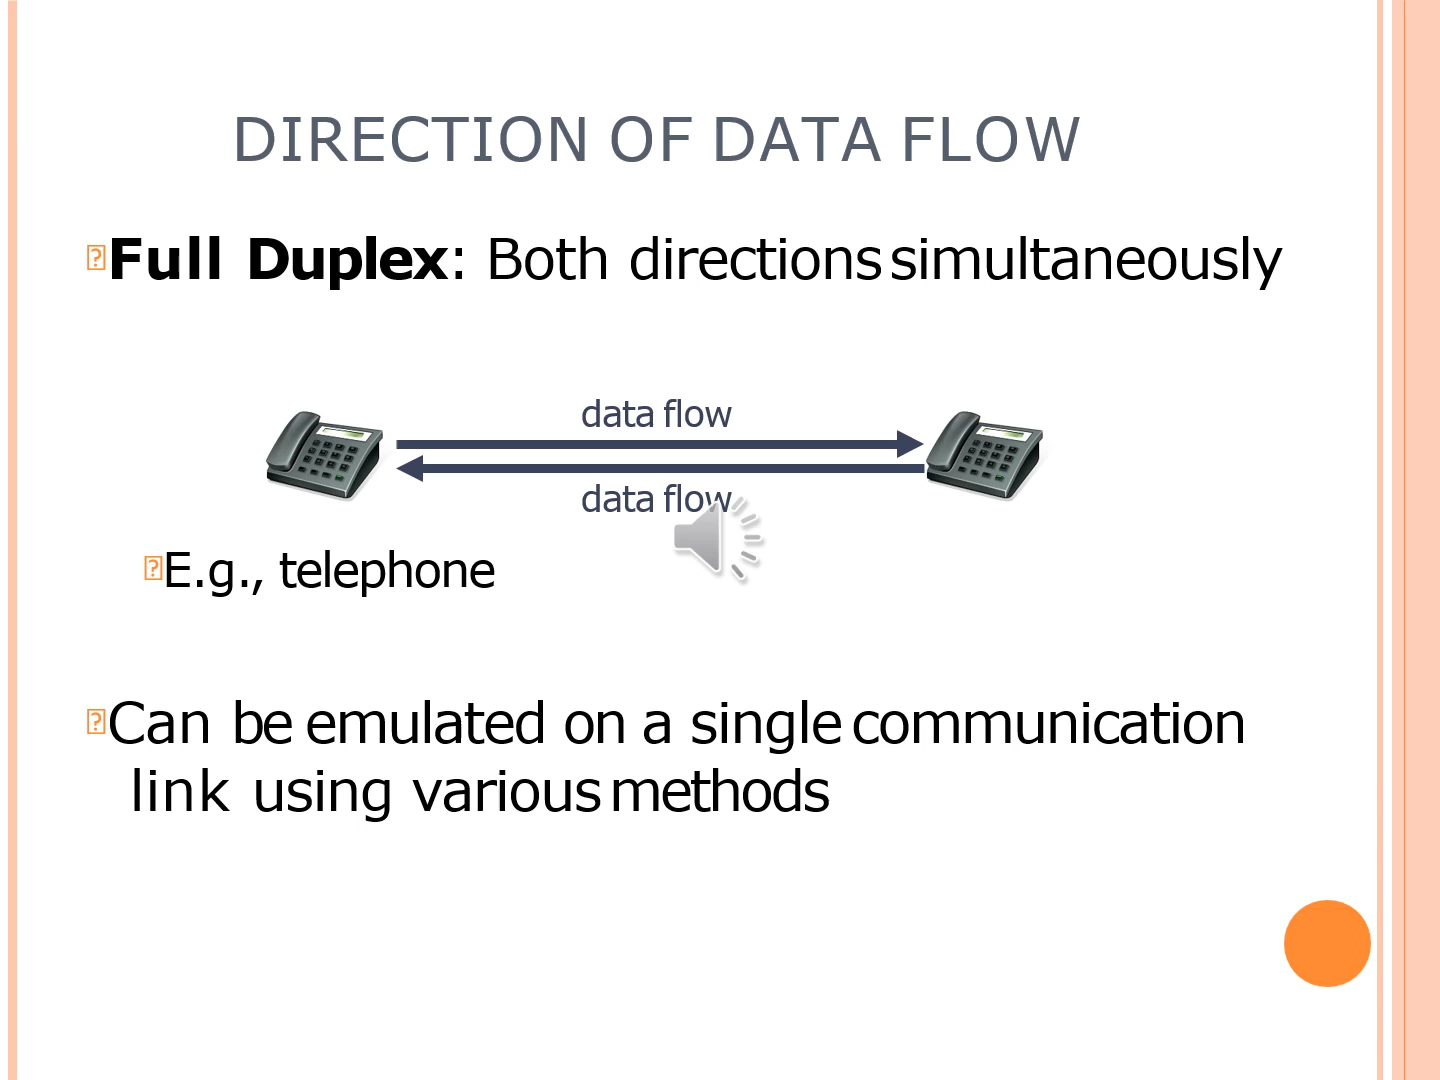 DIRECTION OF DATA FLOW
Full Duplex: Both directions simultaneously
data flow
data flow
E.g., telephone
Can be emulated on a single communication
link using various methods